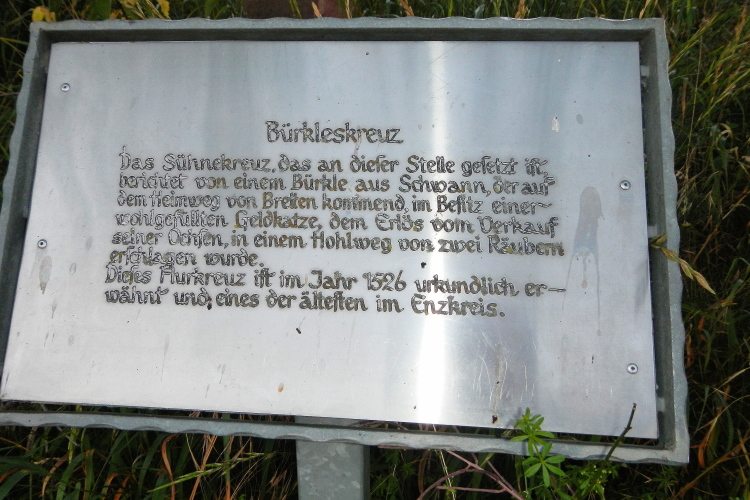 Bürkleskreuz
Das Sühnekreuz, das an dieser Stelle gesetzt ist
berichtet von einem Bürkle aus Schwann, der auf
dem Heimweg von Bretten kommend, im Besitz einer
wohlgefüllten Geldkatze, dem Erlös vom Verkauf
seiner Ochsen, in einem Hohlweg von zwei Räubern
erschlagen wurde.
Dieses Flurkreuz ist im Jahr 1526 urkundlich er-
wähnt und eines der ältesten im Enzkreis.